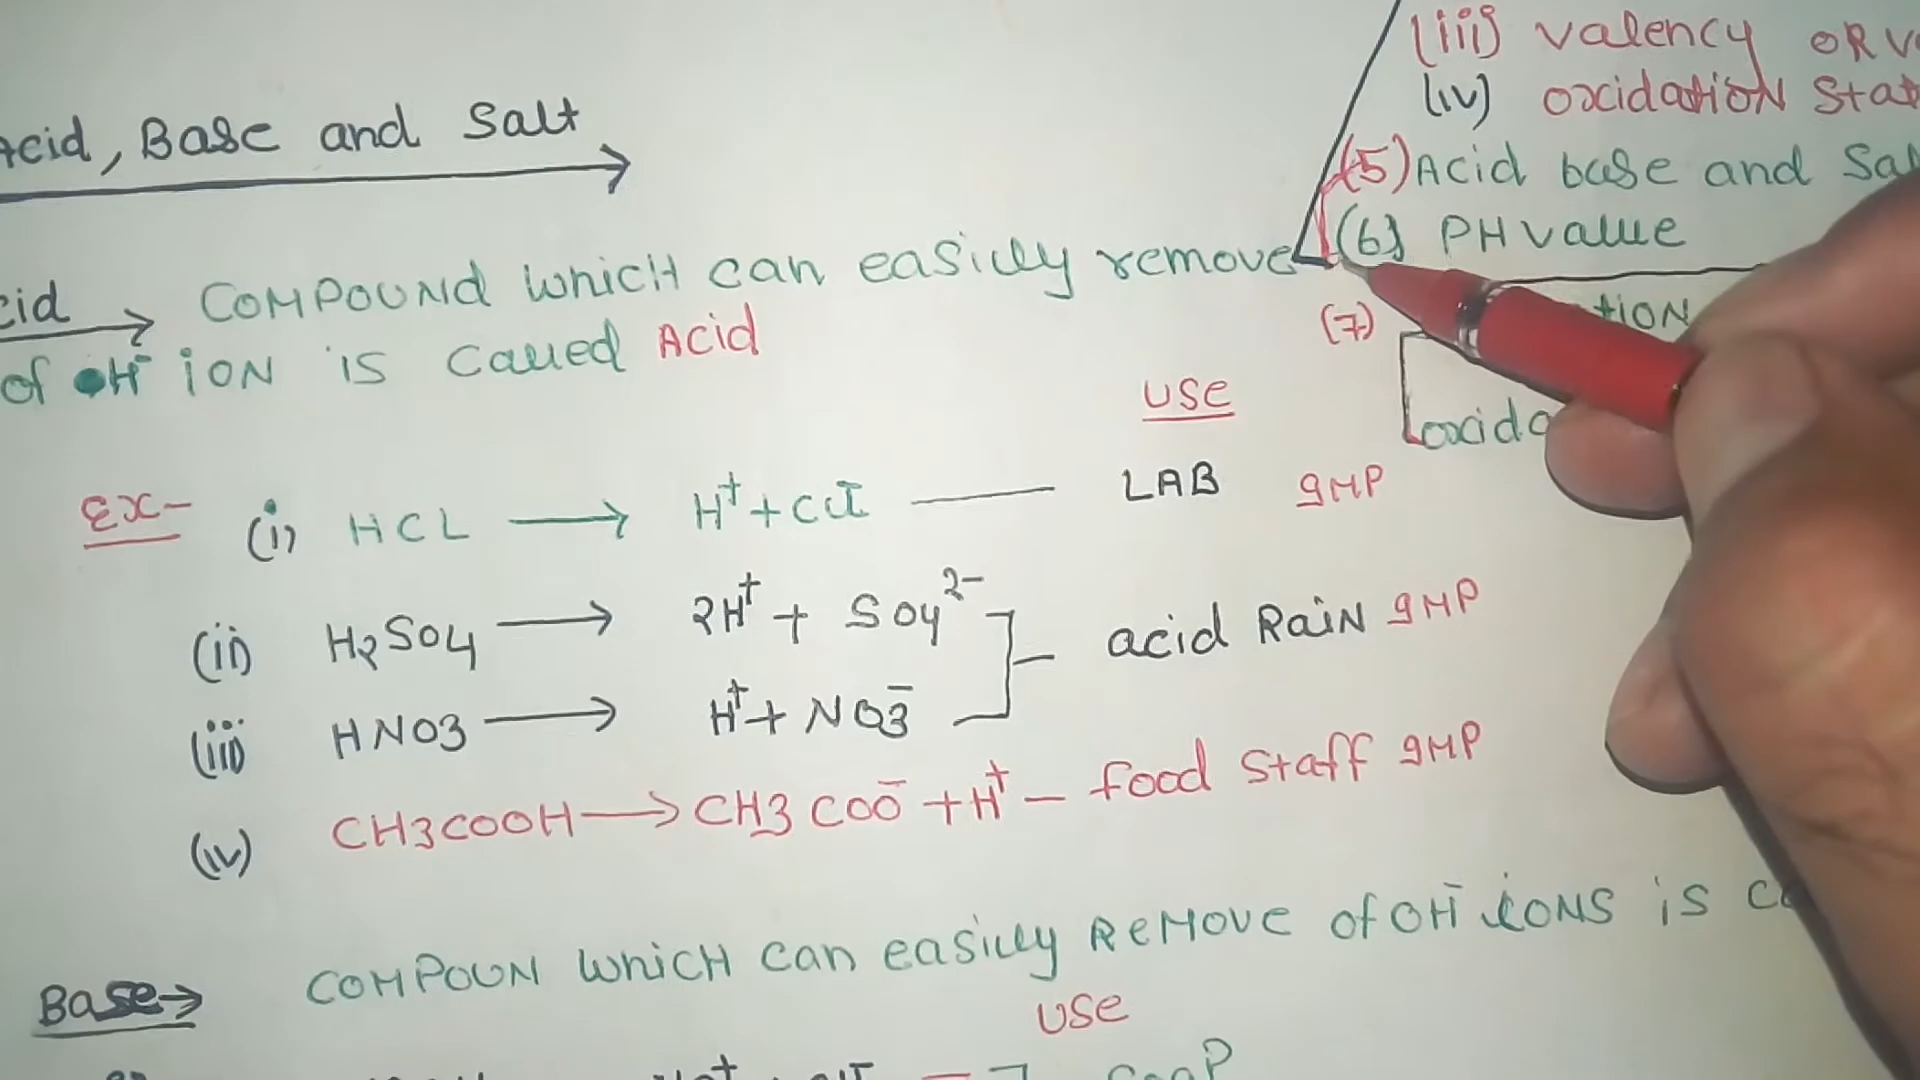 (iii) valency OR V
(iv) oxidation Stat
(5) Acid base and Sal
(6) PH value
(7) tion
oxida
Acid, Base and Salt
cid → COMPOUND which can easily remove
of H⁻ ion is called Acid
USE
Ex- (i) HCL → H⁺ + Cl⁻ — LAB IMP
(ii) H2SO4 → 2H⁺ + SO4²⁻ acid Rain IMP
(iii) HNO3 → H⁺ + NO3⁻
(iv) CH3COOH → CH3COO⁻ + H⁺ - food Staff IMP
Base → COMPOUN which can easily Remove of OH⁻ ions is c
USE